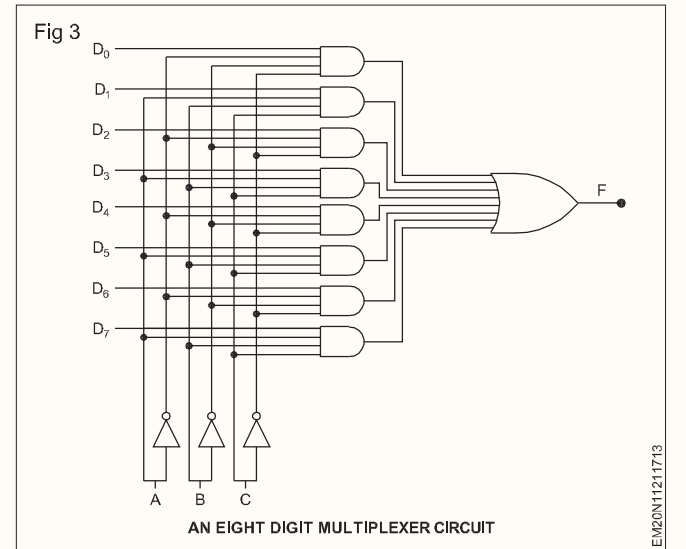 Fig 3
D0
D1
D2
D3
D4
D5
D6
D7
F
A B C
AN EIGHT DIGIT MULTIPLEXER CIRCUIT
EM20N11211713